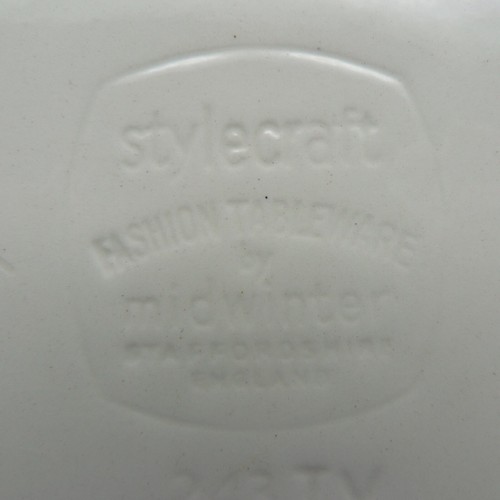 stylecraft
FASHION TABLEWARE
by
midwinter
STAFFORDSHIRE
ENGLAND